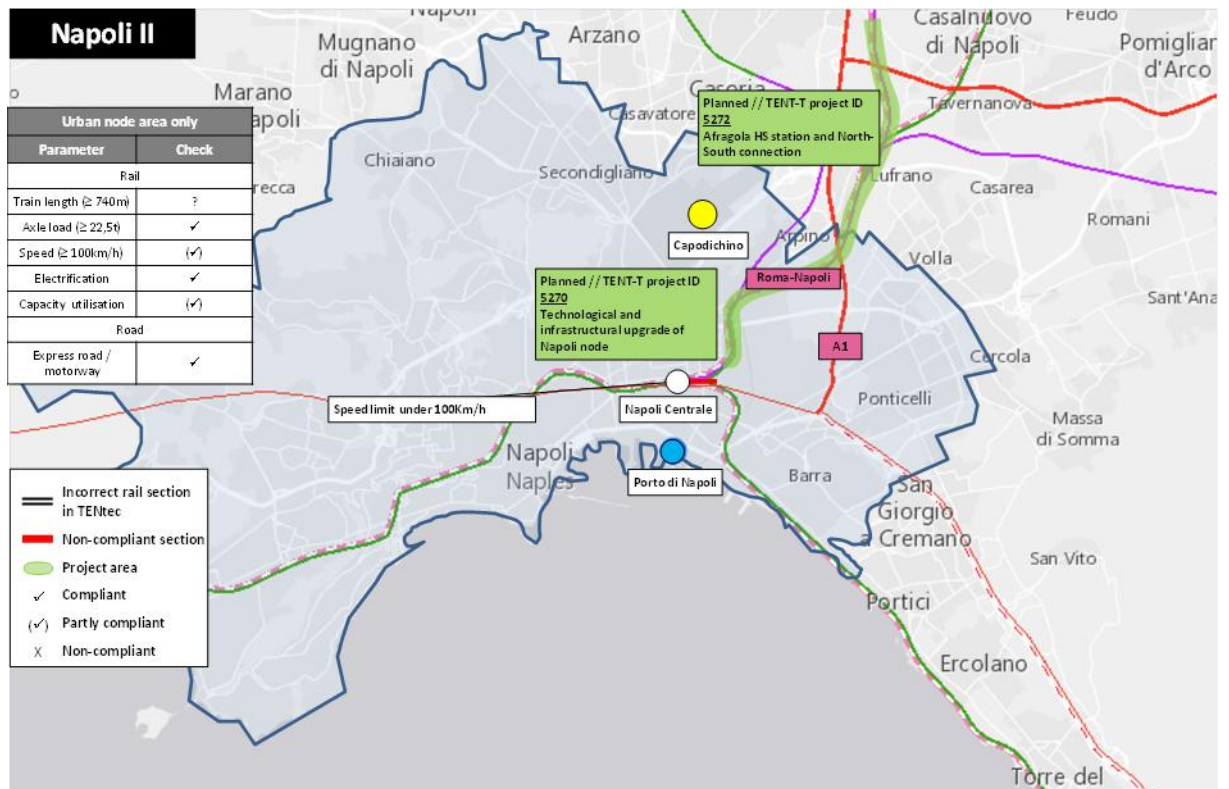 Napoli II
Napoli
Casalnuovo
di Napoli
Feudo
Mugnano
di Napoli
Arzano
Pomiglian
d'Arco
Marano
apoli
Casoria
Casavatore
Tavernanova
Planned // TENT-T project ID
5272
Afragola HS station and North-
South connection
Urban node area only
Parameter Check
Rail
Train length (≥ 740m) ?
Axle load (≥ 22,5t) ✓
Speed (≥ 100km/h) (✓)
Electrification ✓
Capacity utilisation (✓)
Road
Express road /
motorway ✓
Chiaiano
Secondigliano
recca
Lufrano
Casarea
Romani
Capodichino
Arpino
Volla
Planned // TENT-T project ID
5270
Technological and
infrastructural upgrade of
Napoli node
Roma-Napoli
Sant'Ana
A1
Cercola
Speed limit under 100Km/h
Napoli Centrale
Ponticelli
Massa
di Somma
Napoli
Naples
Porto di Napoli
Barra
San
Giorgio
a Cremano
San Vito
Incorrect rail section
in TENtec
Non-compliant section
Project area
✓ Compliant
(✓) Partly compliant
X Non-compliant
Portici
Ercolano
Torre del